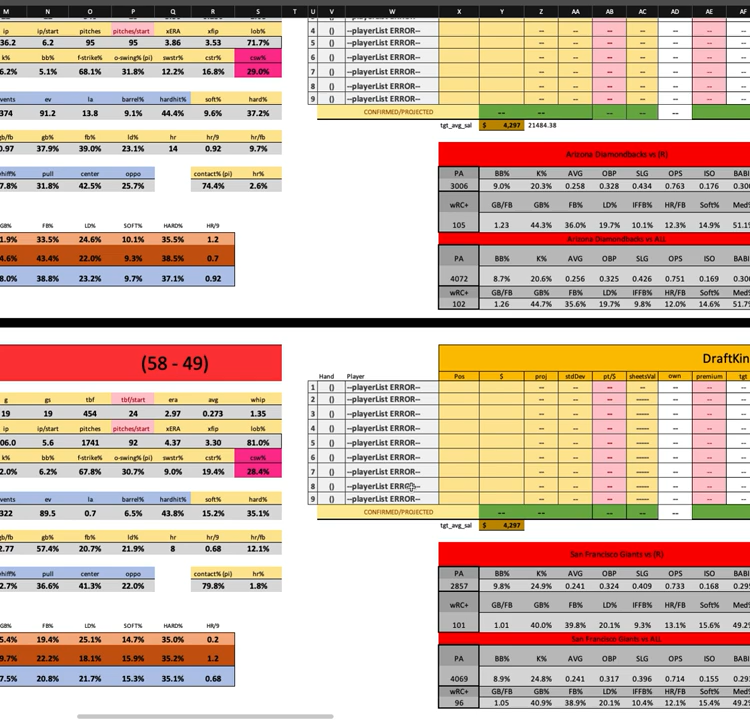 M N O P Q R S T U V W X Y Z AA AB AC AD AE AF
ip ip/start pitches pitches/start xERA xfip lob% 4 () --playerList ERROR-- -- -- -- -- --
36.2 6.2 95 95 3.86 3.53 71.7% 5 () --playerList ERROR-- -- -- -- -- --
k% bb% f-strike% o-swing% (pi) swstr% cstr% csw% 6 () --playerList ERROR-- -- -- -- -- --
6.2% 5.1% 68.1% 31.8% 12.2% 16.8% 29.0% 7 () --playerList ERROR-- -- -- -- -- --
8 () --playerList ERROR-- -- -- -- -- --
vents ev la barrel% hardhit% soft% hard% 9 () --playerList ERROR-- -- -- -- -- --
374 91.2 13.8 9.1% 44.4% 9.6% 37.2% CONFIRMED/PROJECTED -- -- -- --
tgt_avg_sal $ 4,297 21484.38
gb/fb gb% fb% ld% hr hr/9 hr/fb
0.97 37.9% 39.0% 23.1% 14 0.92 9.7% Arizona Diamondbacks vs (R)
whiff% pull center oppo contact% (pi) hr% PA BB% K% AVG OBP SLG OPS ISO BABI
7.8% 31.8% 42.5% 25.7% 74.4% 2.6% 3006 9.0% 20.3% 0.258 0.328 0.434 0.763 0.176 0.300
wRC+ GB/FB GB% FB% LD% IFFB% HR/FB Soft% Med%
GB% FB% LD% SOFT% HARD% HR/9 105 1.23 44.3% 36.0% 19.7% 10.1% 12.3% 14.9% 51.1%
1.9% 33.5% 24.6% 10.1% 35.5% 1.2 Arizona Diamondbacks vs ALL
4.6% 43.4% 22.0% 9.3% 38.5% 0.7 PA BB% K% AVG OBP SLG OPS ISO BABI
8.0% 38.8% 23.2% 9.7% 37.1% 0.92 4072 8.7% 20.6% 0.256 0.325 0.426 0.751 0.169 0.300
wRC+ GB/FB GB% FB% LD% IFFB% HR/FB Soft% Med%
102 1.26 44.7% 35.6% 19.7% 9.8% 12.0% 14.6% 51.7%
(58 - 49) DraftKin
Hand Player Pos $ proj stdDev pt/$ sheetsVal own premium tgt
1 () --playerList ERROR-- -- -- -- ----- -- -- --
g gs tbf tbf/start era avg whip 2 () --playerList ERROR-- -- -- -- ----- -- -- --
19 19 454 24 2.97 0.273 1.35 3 () --playerList ERROR-- -- -- -- ----- -- -- --
ip ip/start pitches pitches/start xERA xfip lob% 4 () --playerList ERROR-- -- -- -- ----- -- -- --
06.0 5.6 1741 92 4.37 3.30 81.0% 5 () --playerList ERROR-- -- -- -- ----- -- -- --
k% bb% f-strike% o-swing% (pi) swstr% cstr% csw% 6 () --playerList ERROR-- -- -- -- ----- -- -- --
2.0% 6.2% 67.8% 30.7% 9.0% 19.4% 28.4% 7 () --playerList ERROR-- -- -- -- ----- -- -- --
8 () --playerList ERROR-- -- -- -- ----- -- -- --
vents ev la barrel% hardhit% soft% hard% 9 () --playerList ERROR-- -- -- -- ----- -- -- --
322 89.5 0.7 6.5% 43.8% 15.2% 35.1% CONFIRMED/PROJECTED -- -- --
tgt_avg_sal $ 4,297
gb/fb gb% fb% ld% hr hr/9 hr/fb
2.77 57.4% 20.7% 21.9% 8 0.68 12.1% San Francisco Giants vs (R)
whiff% pull center oppo contact% (pi) hr% PA BB% K% AVG OBP SLG OPS ISO BABI
2.7% 36.6% 41.3% 22.0% 79.8% 1.8% 2857 9.8% 24.9% 0.241 0.324 0.409 0.733 0.168 0.295
wRC+ GB/FB GB% FB% LD% IFFB% HR/FB Soft% Med%
GB% FB% LD% SOFT% HARD% HR/9 101 1.01 40.0% 39.8% 20.1% 9.3% 13.1% 15.6% 49.2%
5.4% 19.4% 25.1% 14.7% 35.0% 0.2 San Francisco Giants vs ALL
9.7% 22.2% 18.1% 15.9% 35.2% 1.2 PA BB% K% AVG OBP SLG OPS ISO BABI
7.5% 20.8% 21.7% 15.3% 35.1% 0.68 4069 8.9% 24.8% 0.241 0.317 0.396 0.714 0.155 0.293
wRC+ GB/FB GB% FB% LD% IFFB% HR/FB Soft% Med%
96 1.05 40.9% 38.9% 20.1% 10.4% 12.1% 15.4% 49.2%